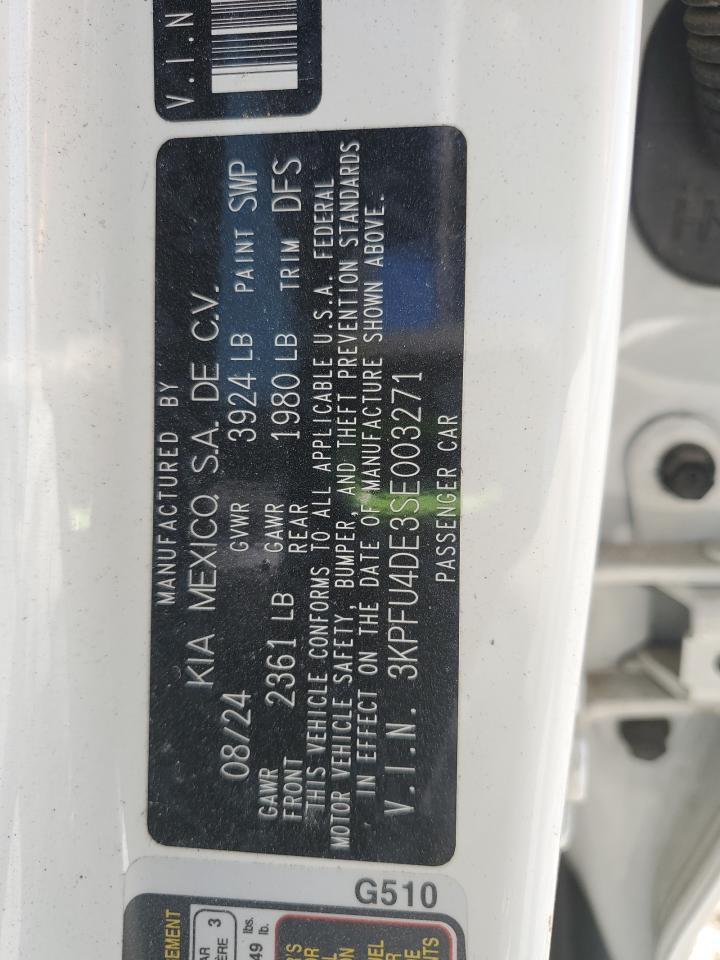 V.I.N
MANUFACTURED BY
KIA MEXICO. S.A. DE C.V.
08/24 GVWR 3924 LB PAINT SWP
GAWR FRONT 2361 LB GAWR REAR 1980 LB TRIM DFS
THIS VEHICLE CONFORMS TO ALL APPLICABLE U.S.A. FEDERAL
MOTOR VEHICLE SAFETY, BUMPER, AND THEFT PREVENTION STANDARDS
IN EFFECT ON THE DATE OF MANUFACTURE SHOWN ABOVE.
V.I.N. 3KPFU4DE3SE003271
PASSENGER CAR
G510